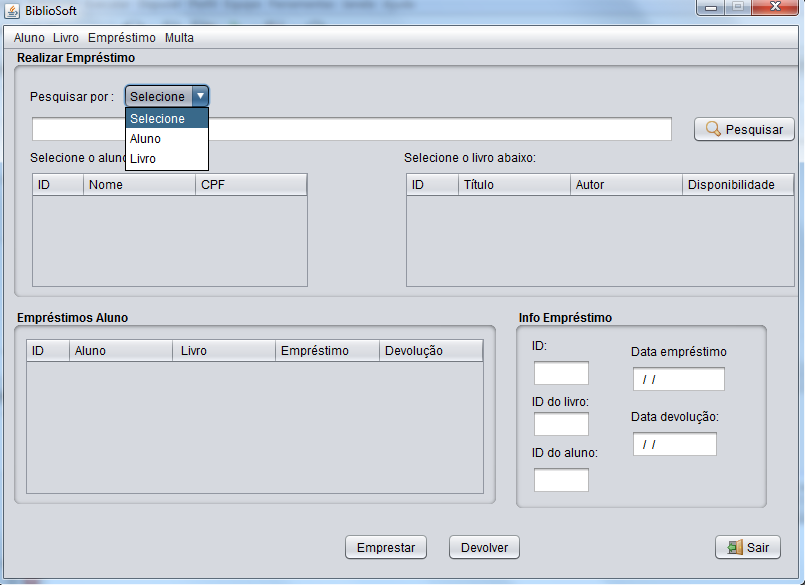 BiblioSoft
Aluno Livro Empréstimo Multa
Realizar Empréstimo
Pesquisar por : Selecione
Selecione
Aluno
Livro
Pesquisar
Selecione o aluno
Selecione o livro abaixo:
ID Nome CPF
ID Título Autor Disponibilidade
Empréstimos Aluno
ID Aluno Livro Empréstimo Devolução
Info Empréstimo
ID:
Data empréstimo
/ /
ID do livro:
Data devolução:
/ /
ID do aluno:
Emprestar Devolver Sair